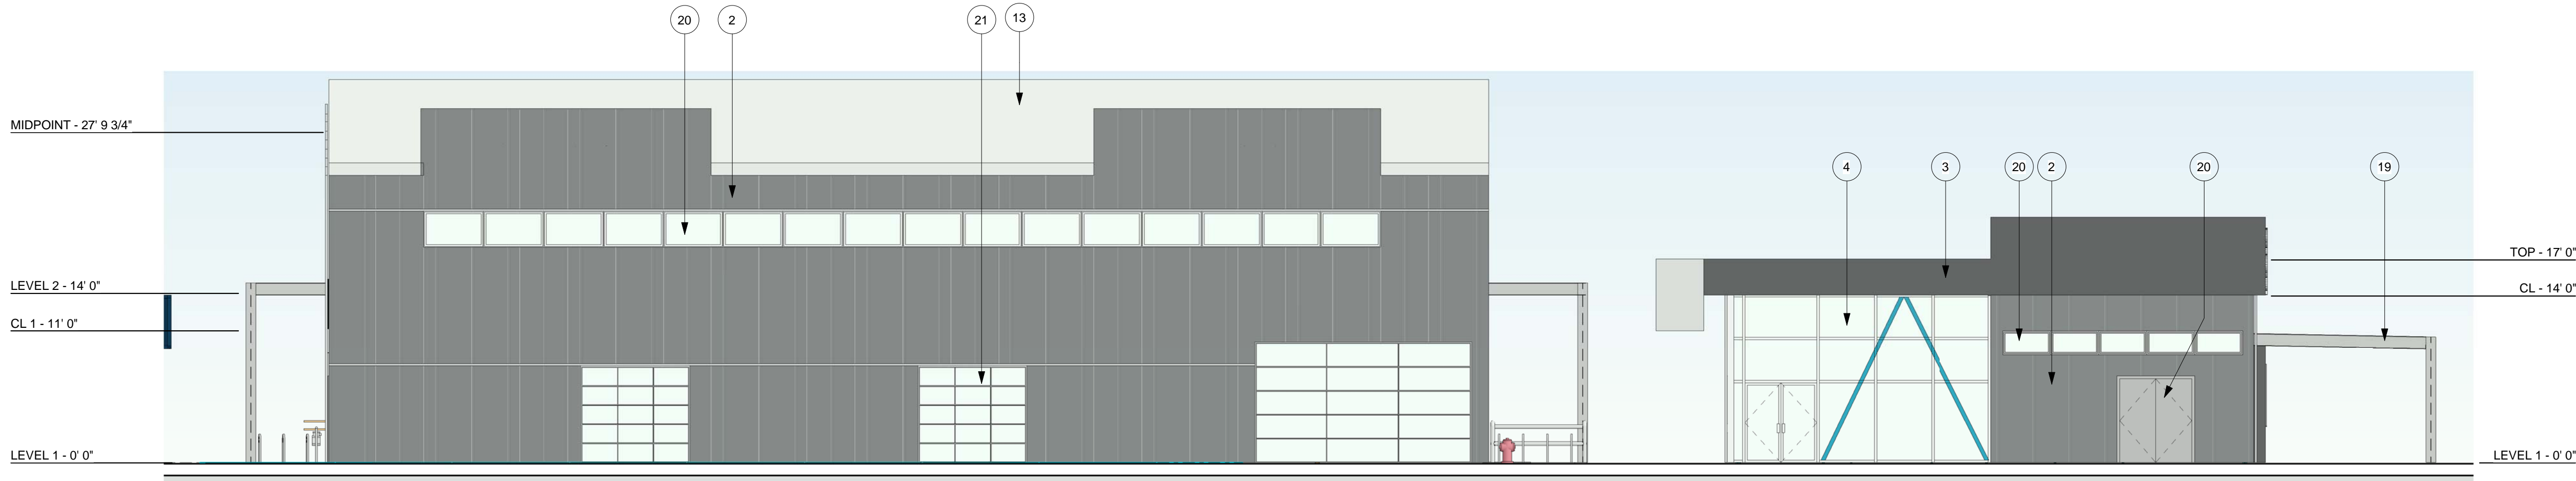 20 2 21 13
MIDPOINT - 27' 9 3/4"
4 3 20 2 20 19
TOP - 17' 0"
LEVEL 2 - 14' 0"
CL - 14' 0"
CL 1 - 11' 0"
LEVEL 1 - 0' 0"
LEVEL 1 - 0' 0"